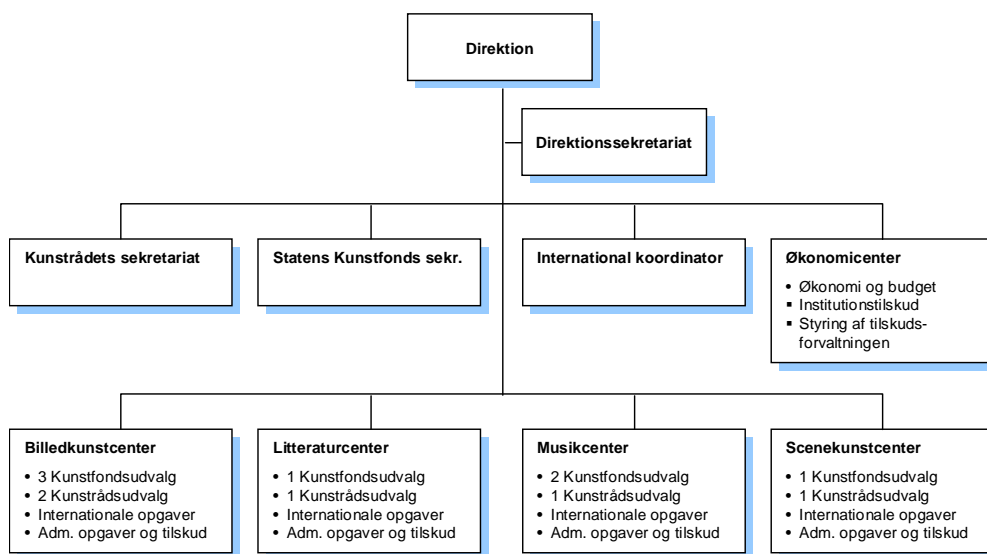 Direktion
Direktionssekretariat
Kunstrådets sekretariat
Statens Kunstfonds sekr.
International koordinator
Økonomicenter
• Økonomi og budget
▪ Institutionstilskud
▪ Styring af tilskuds-
forvaltningen
Billedkunstcenter
• 3 Kunstfondsudvalg
• 2 Kunstrådsudvalg
• Internationale opgaver
• Adm. opgaver og tilskud
Litteraturcenter
• 1 Kunstfondsudvalg
• 1 Kunstrådsudvalg
• Internationale opgaver
• Adm. opgaver og tilskud
Musikcenter
• 2 Kunstfondsudvalg
• 1 Kunstrådsudvalg
• Internationale opgaver
• Adm. opgaver og tilskud
Scenekunstcenter
• 1 Kunstfondsudvalg
• 1 Kunstrådsudvalg
• Internationale opgaver
• Adm. opgaver og tilskud